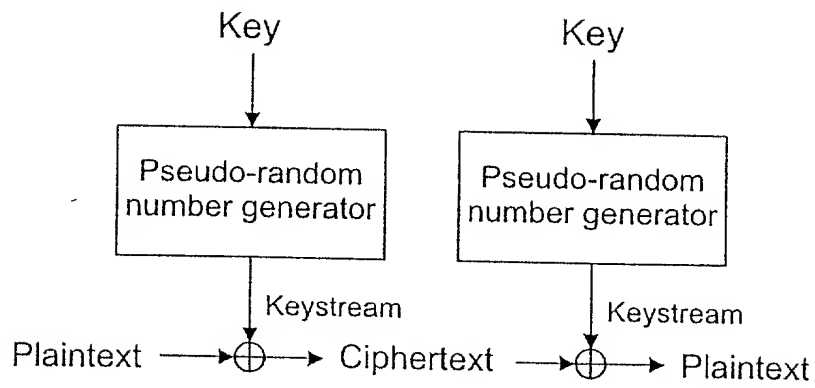 Key
Key
Pseudo-random
number generator
Pseudo-random
number generator
Keystream
Keystream
Plaintext
Ciphertext
Plaintext